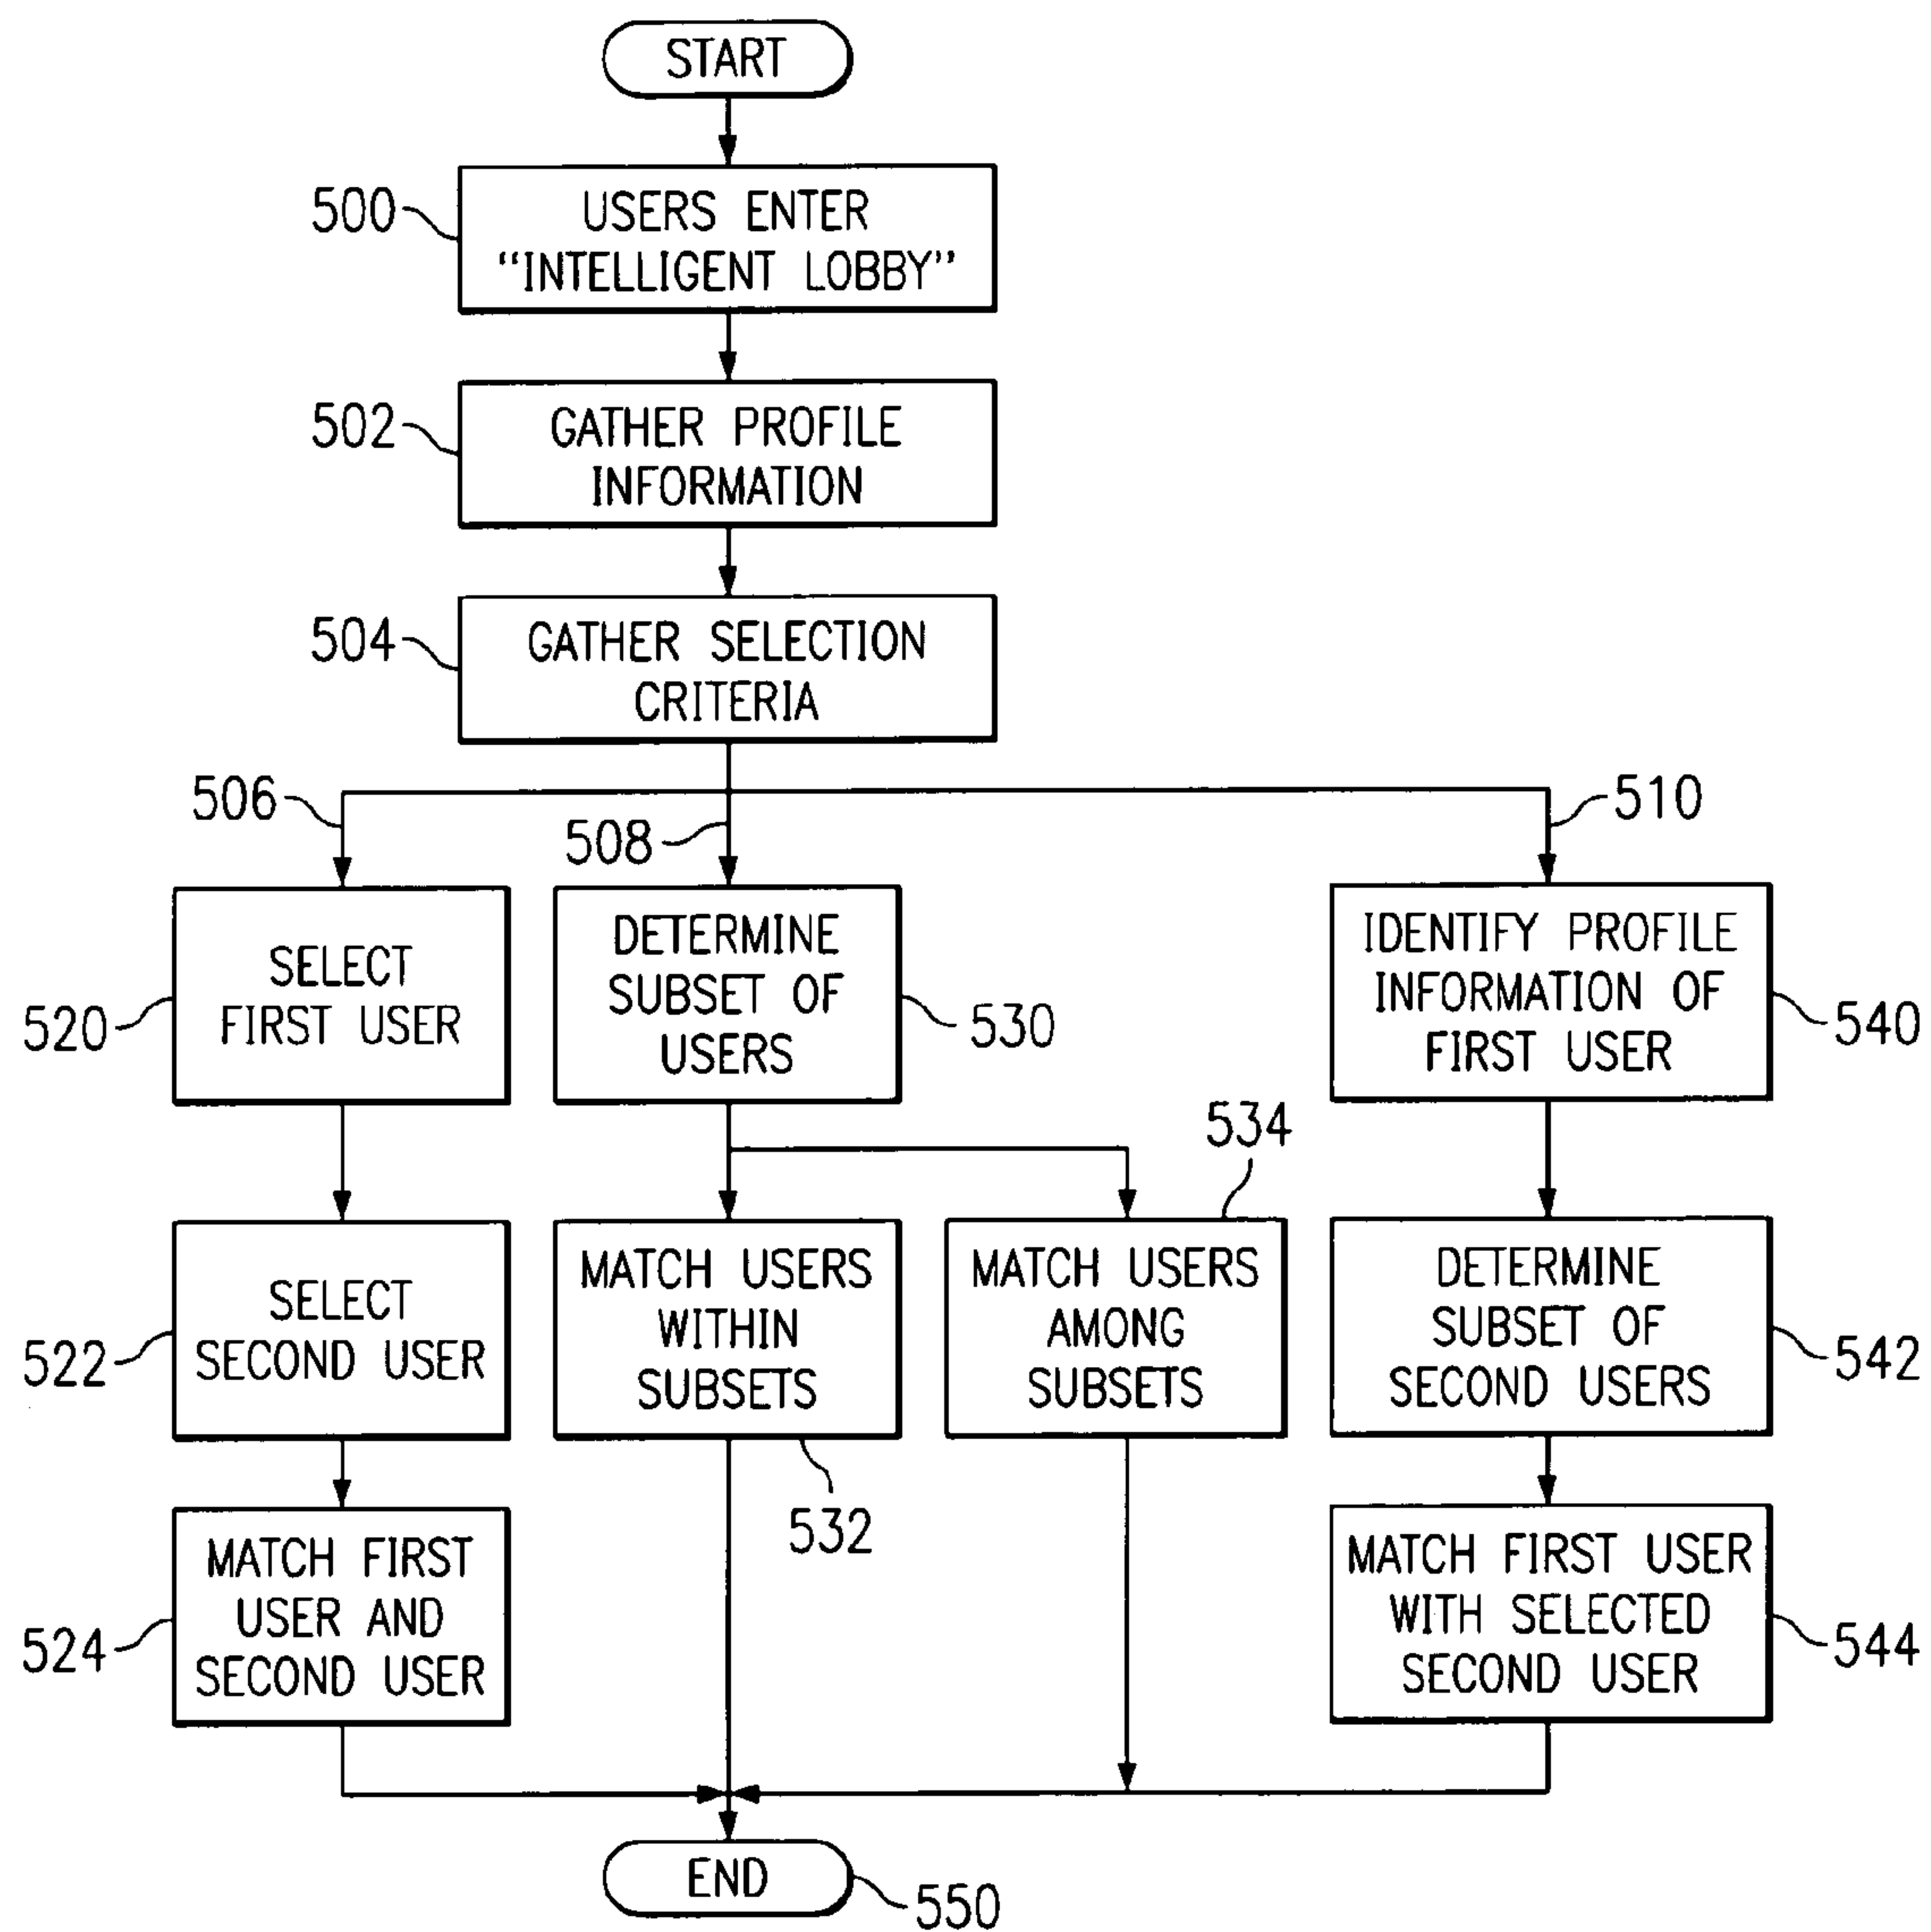 START
500
USERS ENTER
"INTELLIGENT LOBBY"
502
GATHER PROFILE
INFORMATION
504
GATHER SELECTION
CRITERIA
506
508
510
520
SELECT
FIRST USER
DETERMINE
SUBSET OF
USERS
530
IDENTIFY PROFILE
INFORMATION OF
FIRST USER
540
534
522
SELECT
SECOND USER
MATCH USERS
WITHIN
SUBSETS
532
MATCH USERS
AMONG
SUBSETS
DETERMINE
SUBSET OF
SECOND USERS
542
524
MATCH FIRST
USER AND
SECOND USER
MATCH FIRST USER
WITH SELECTED
SECOND USER
544
END
550